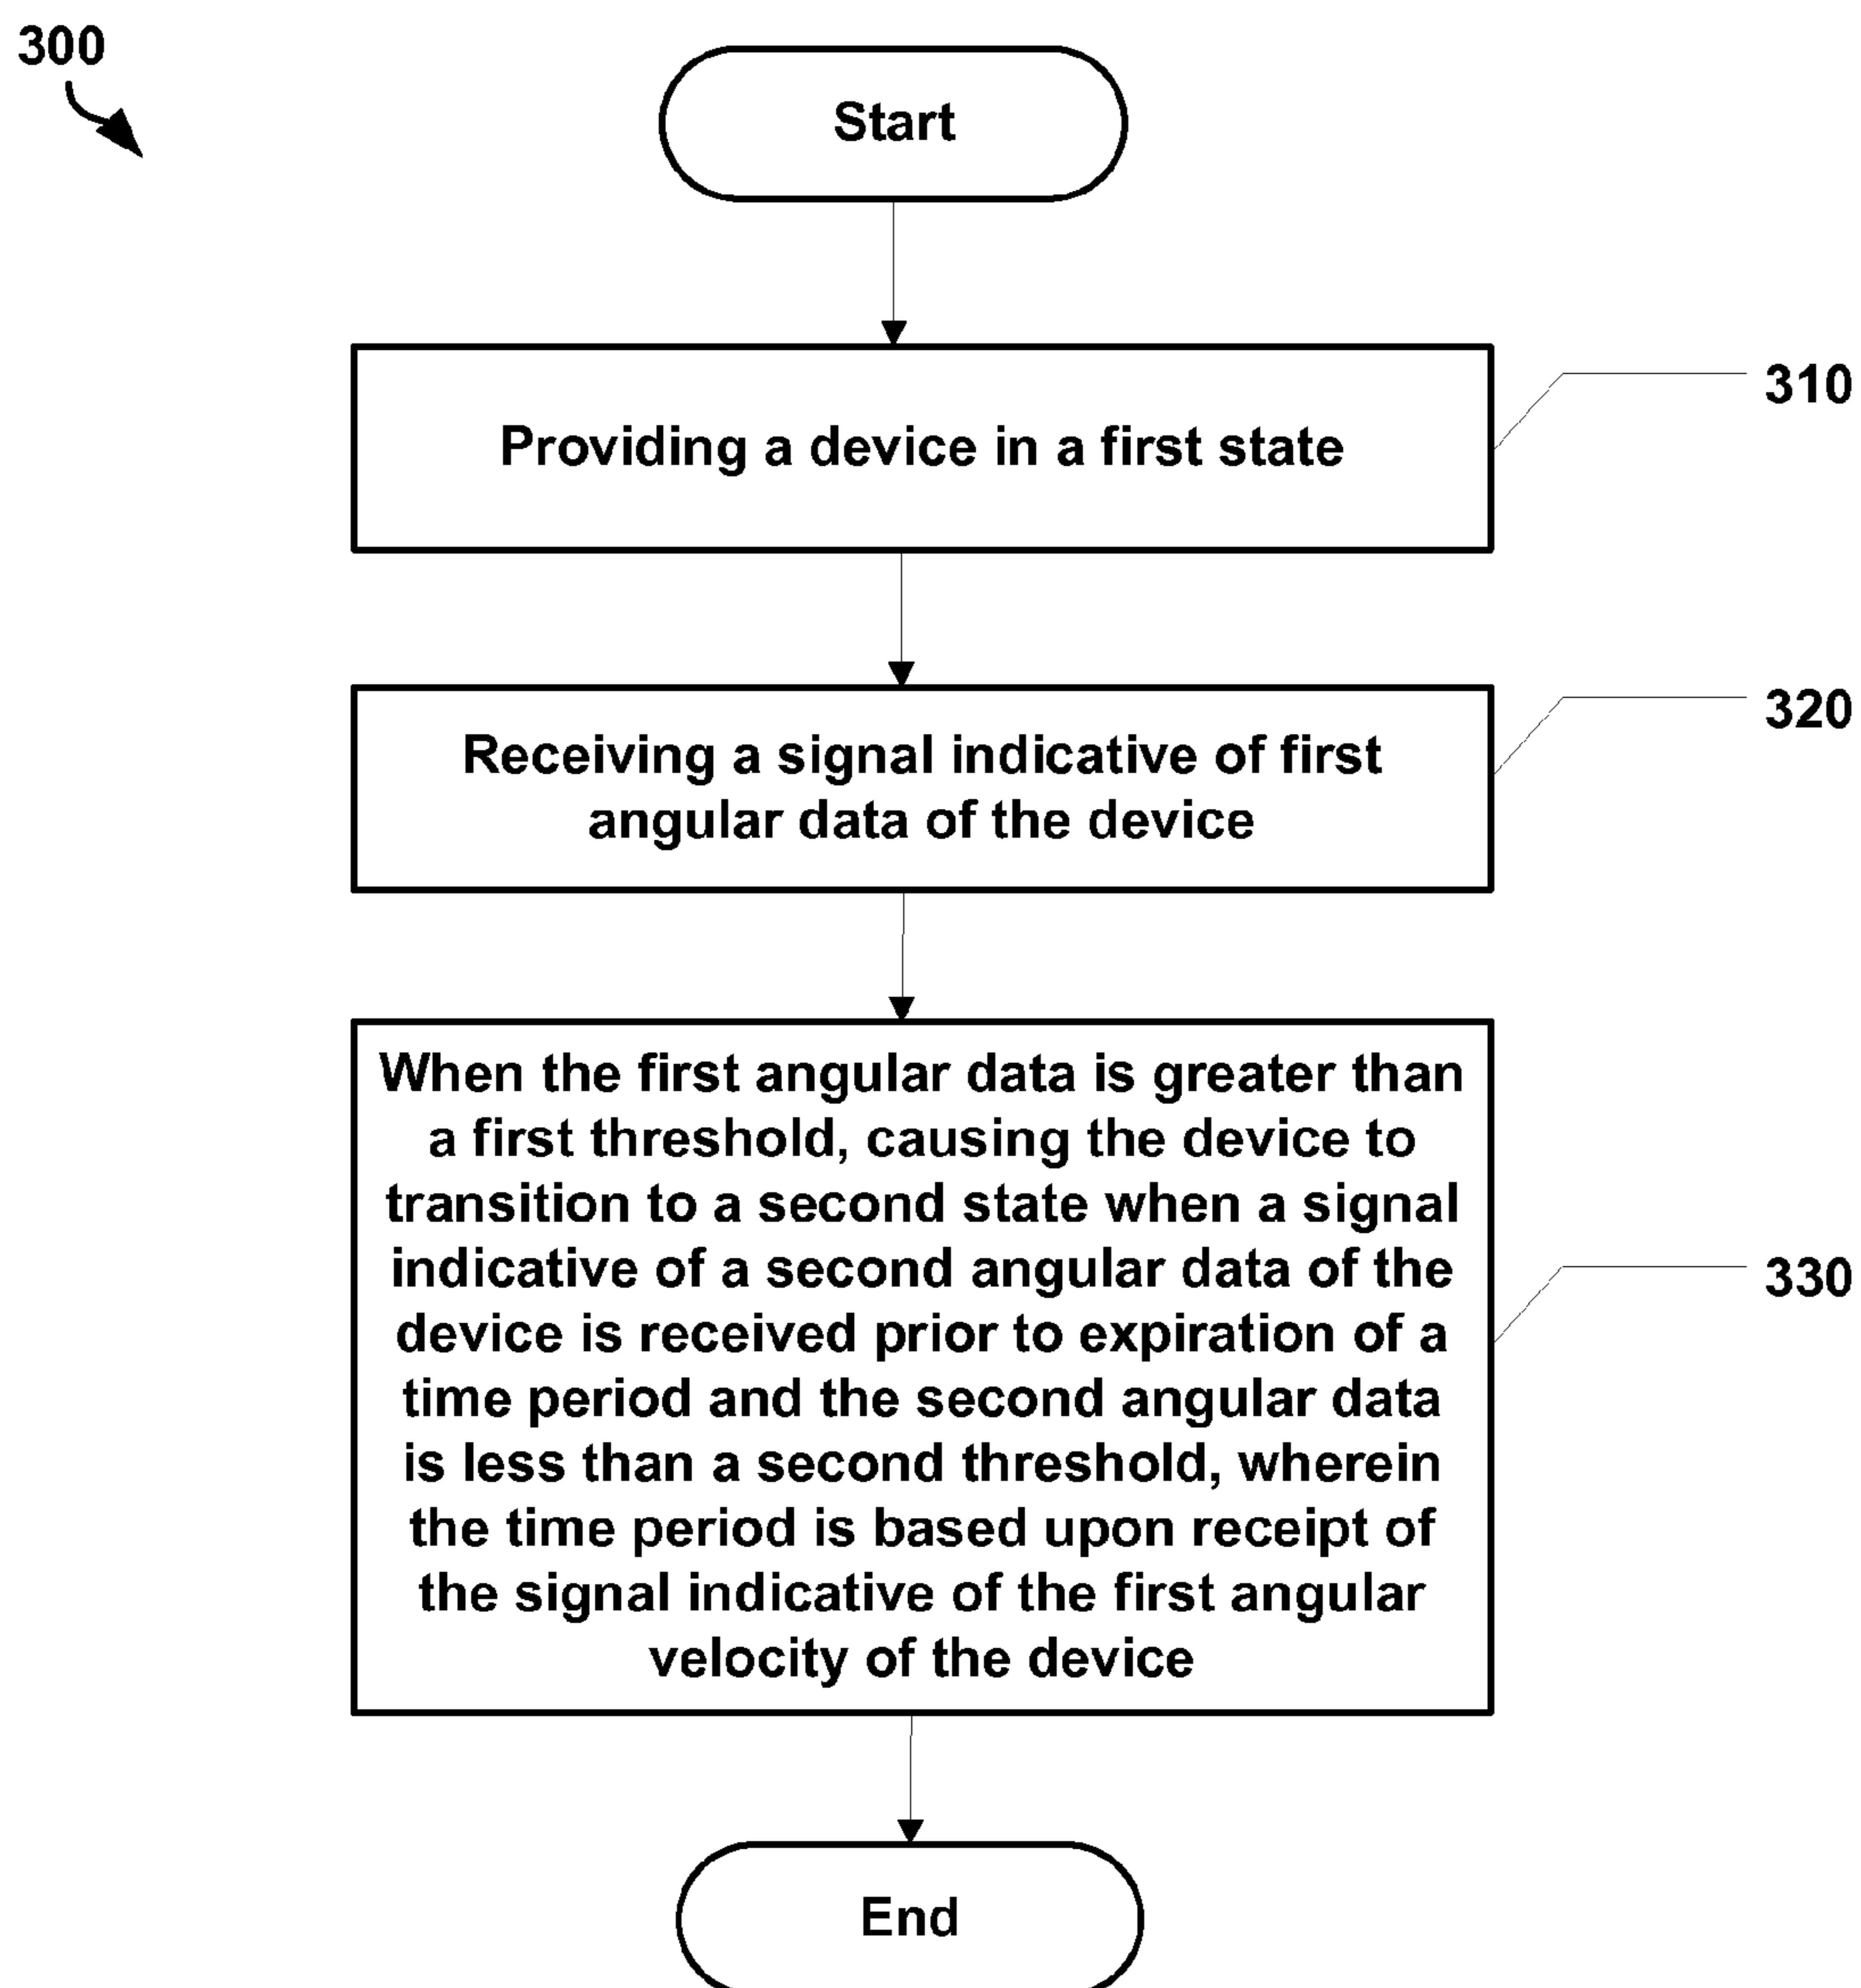 300
Start
Providing a device in a first state
310
Receiving a signal indicative of first
angular data of the device
320
When the first angular data is greater than
a first threshold, causing the device to
transition to a second state when a signal
indicative of a second angular data of the
device is received prior to expiration of a
time period and the second angular data
is less than a second threshold, wherein
the time period is based upon receipt of
the signal indicative of the first angular
velocity of the device
330
End